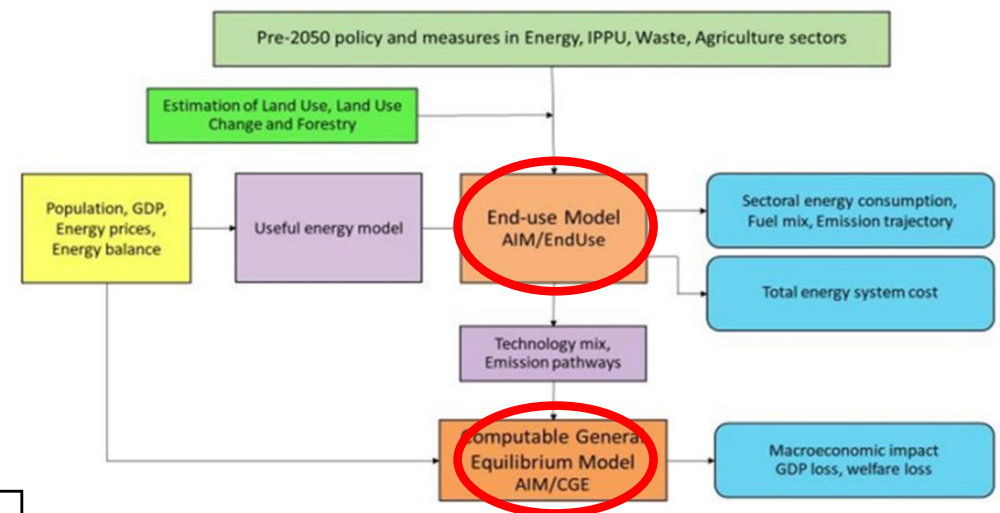 Pre-2050 policy and measures in Energy, IPPU, Waste, Agriculture sectors
Estimation of Land Use, Land Use
Change and Forestry
Population, GDP,
Energy prices,
Energy balance
Useful energy model
End-use Model
AIM/EndUse
Sectoral energy consumption,
Fuel mix, Emission trajectory
Total energy system cost
Technology mix,
Emission pathways
Computable General
Equilibrium Model
AIM/CGE
Macroeconomic impact
GDP loss, welfare loss